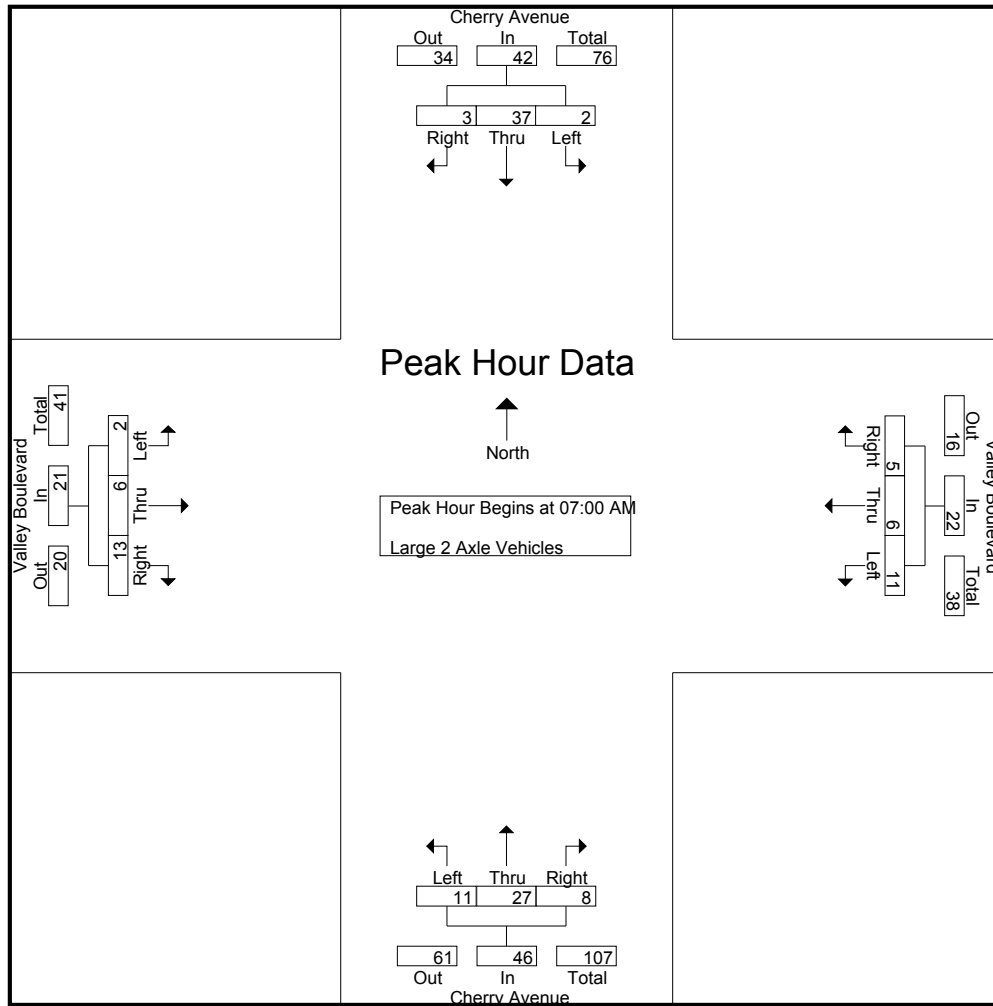 Cherry Avenue
Out In Total
34 42 76
3 37 2
Right Thru Left
Peak Hour Data
North
Peak Hour Begins at 07:00 AM
Large 2 Axle Vehicles
Valley Boulevard
Out In Total
20 21 41
Left Thru Right
2 6 13
Valley Boulevard
Out In Total
16 22 38
Right Thru Left
5 6 11
Left Thru Right
11 27 8
61 46 107
Out In Total
Cherry Avenue